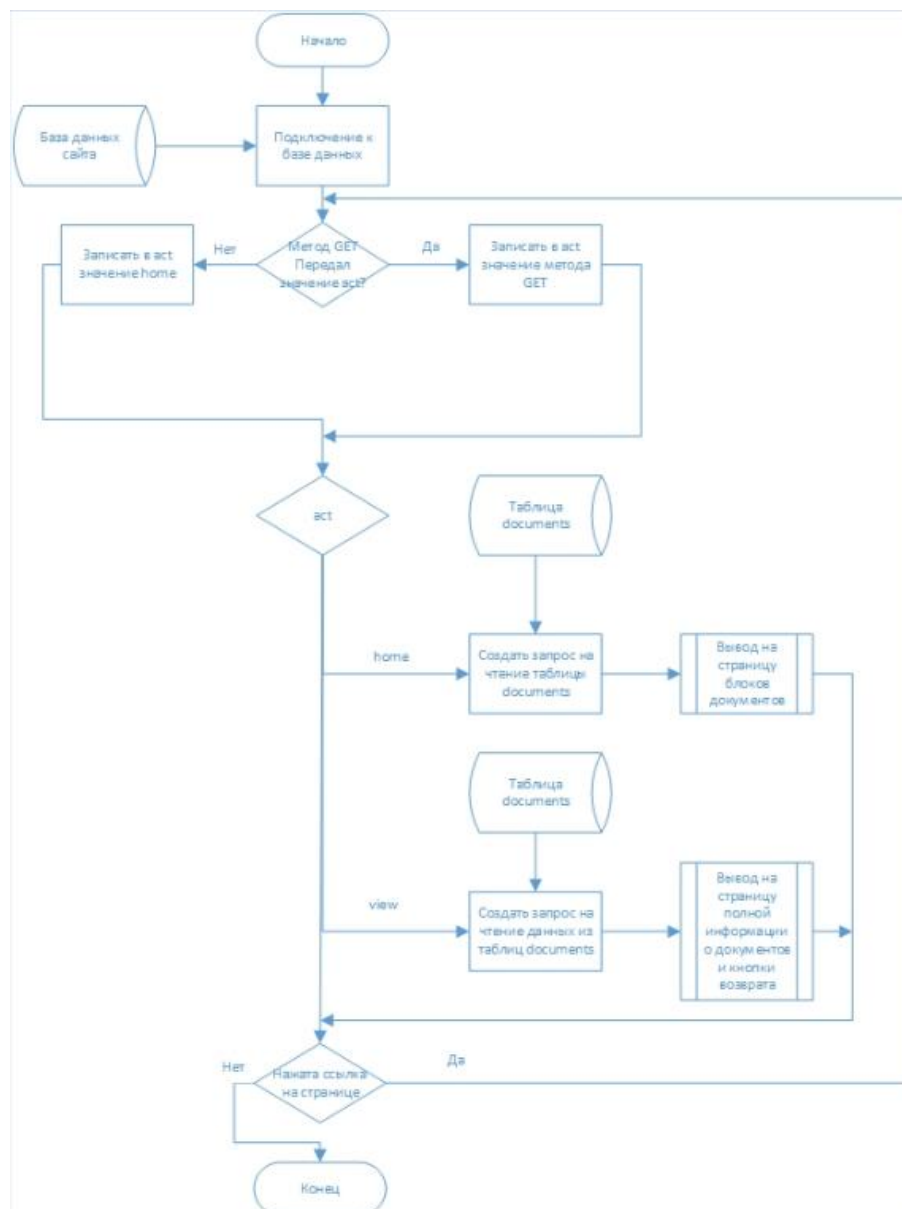 Начало
База данных
сайта
Подключение к
базе данных
Записать в act
значение home
Нет
Метод GET
Передал
значение act?
Да
Записать в act
значение метода
GET
act
Таблица
documents
home
Создать запрос на
чтение таблицы
documents
Вывод на
страницу
блоков
документов
Таблица
documents
view
Создать запрос на
чтение данных из
таблиц documents
Вывод на
страницу
полной
информации
о документов
и кнопки
возврата
Нет
Нажата ссылка
на странице
Да
Конец